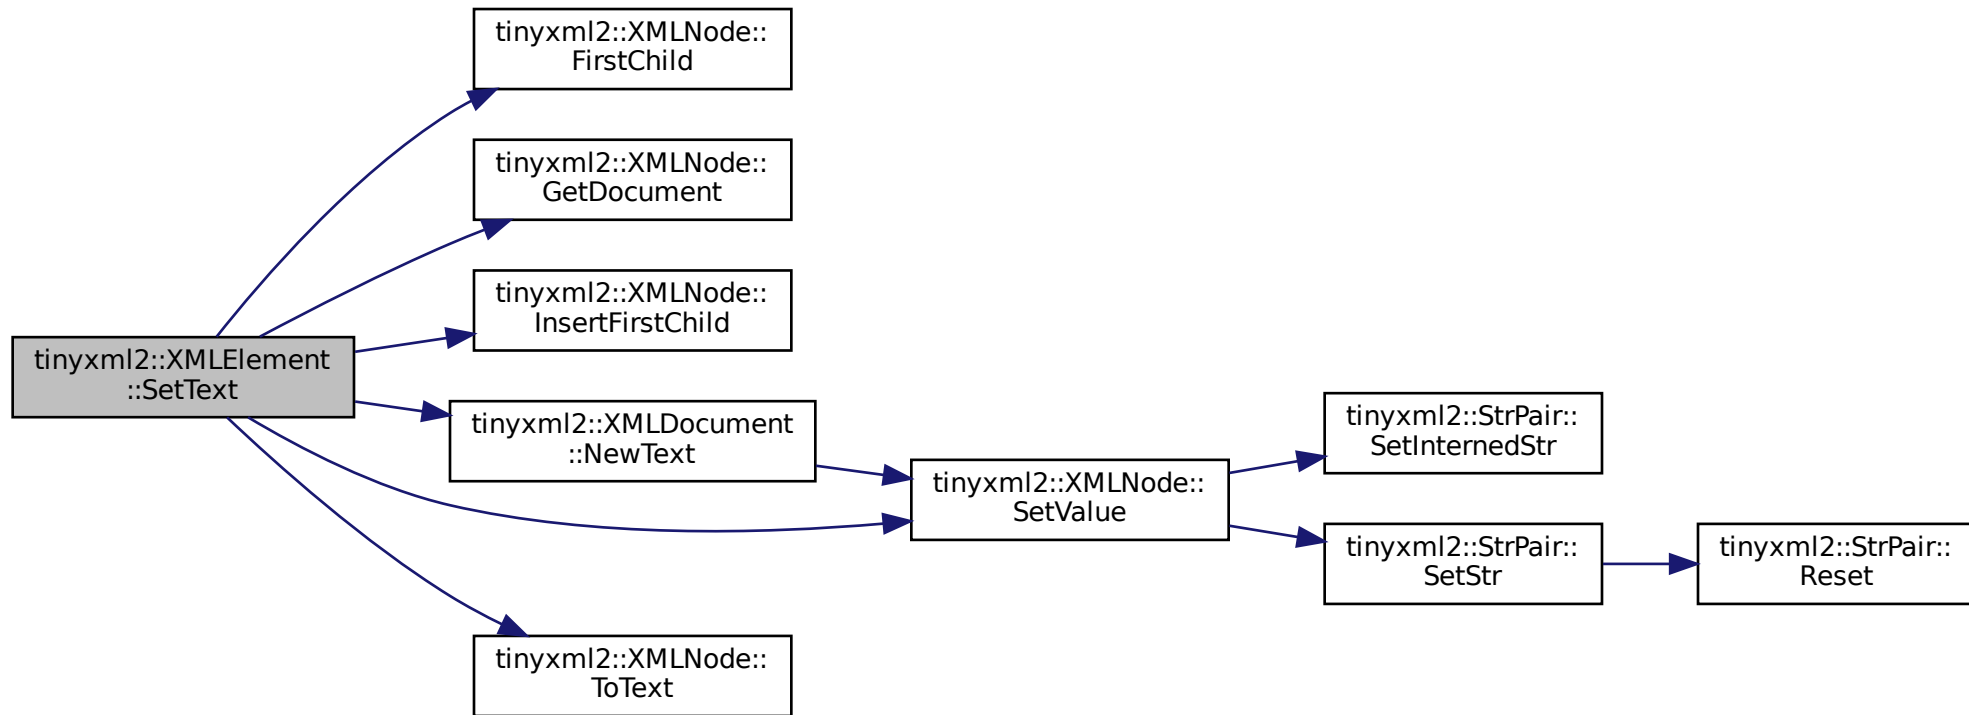 tinyxml2::XMLNode::
FirstChild
tinyxml2::XMLNode::
GetDocument
tinyxml2::XMLNode::
InsertFirstChild
tinyxml2::XMLElement
::SetText
tinyxml2::XMLDocument
::NewText
tinyxml2::XMLNode::
SetValue
tinyxml2::StrPair::
SetInternedStr
tinyxml2::StrPair::
SetStr
tinyxml2::StrPair::
Reset
tinyxml2::XMLNode::
ToText